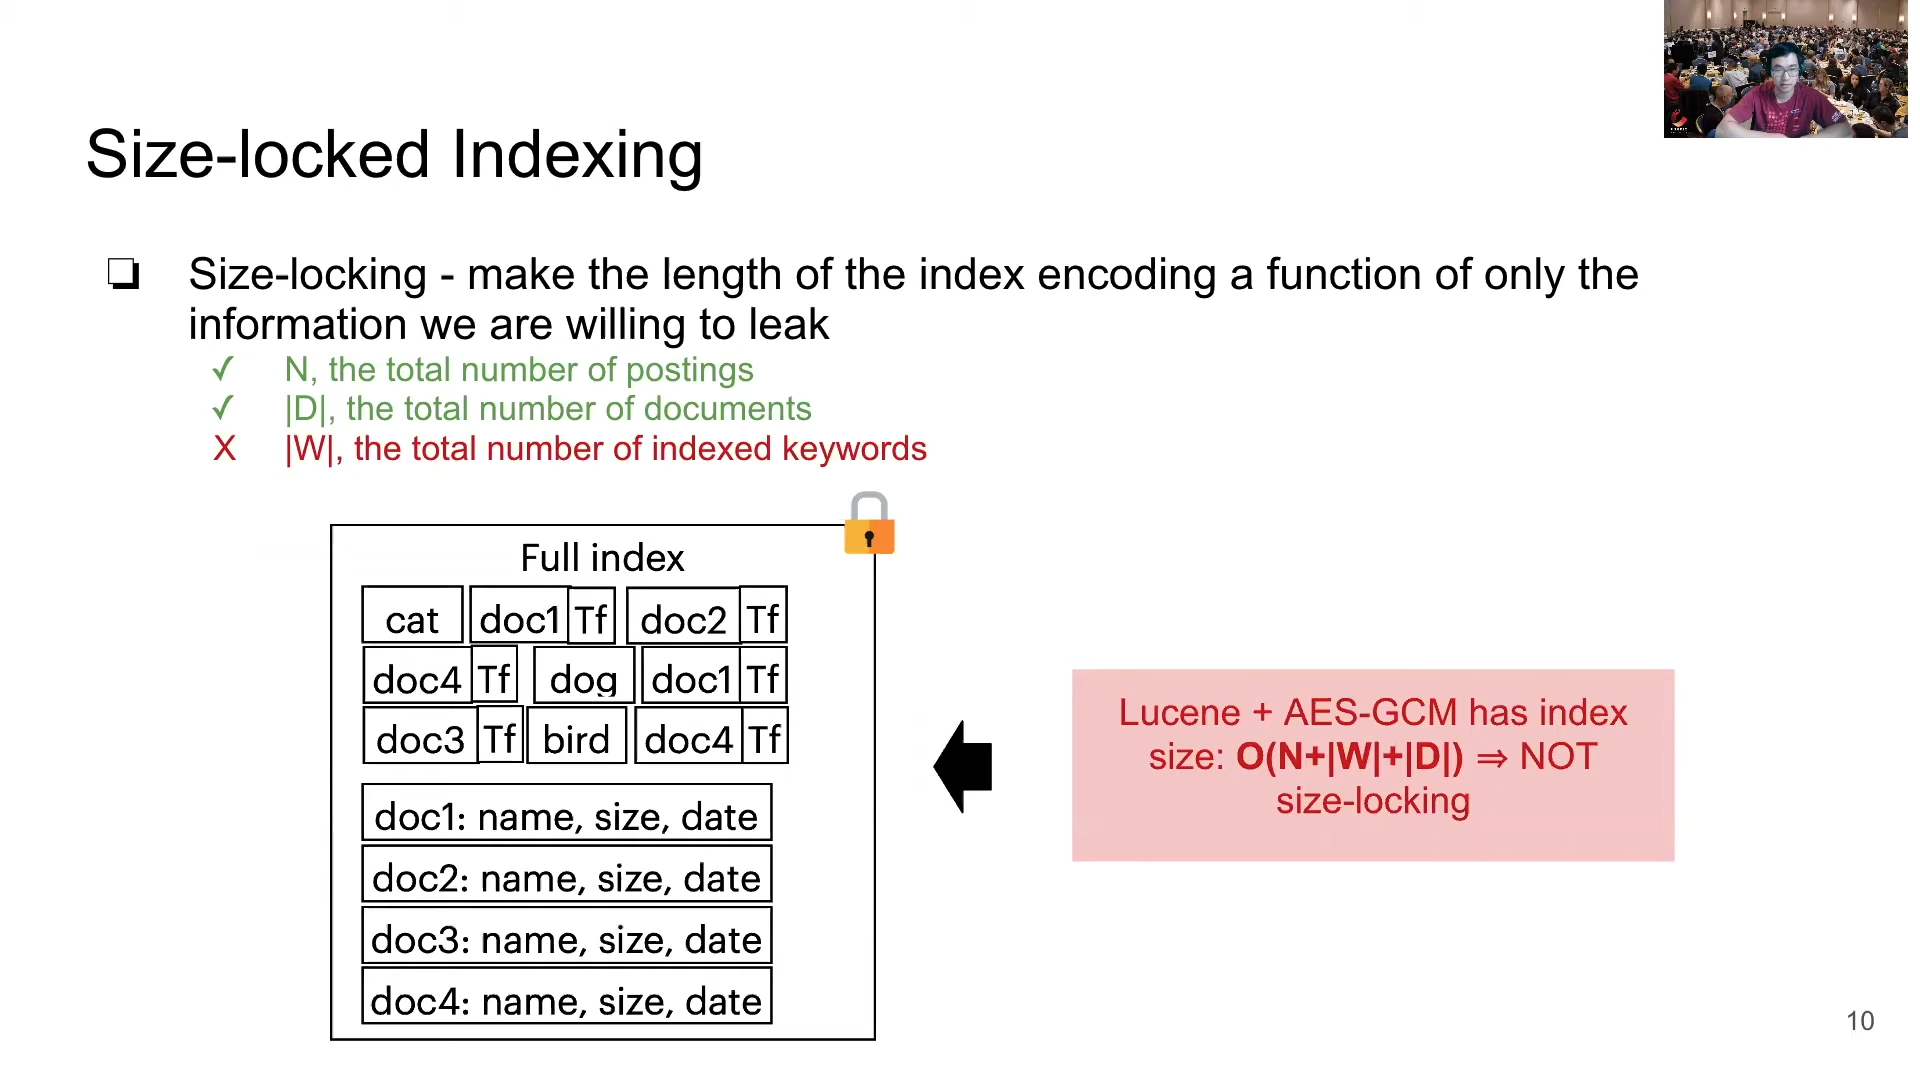 Size-locked Indexing
❏ Size-locking - make the length of the index encoding a function of only the
information we are willing to leak
✓ N, the total number of postings
✓ |D|, the total number of documents
X |W|, the total number of indexed keywords
Full index
cat doc1 Tf doc2 Tf
doc4 Tf dog doc1 Tf
doc3 Tf bird doc4 Tf
doc1: name, size, date
doc2: name, size, date
doc3: name, size, date
doc4: name, size, date
Lucene + AES-GCM has index
size: O(N+|W|+|D|) ⇒ NOT
size-locking
10